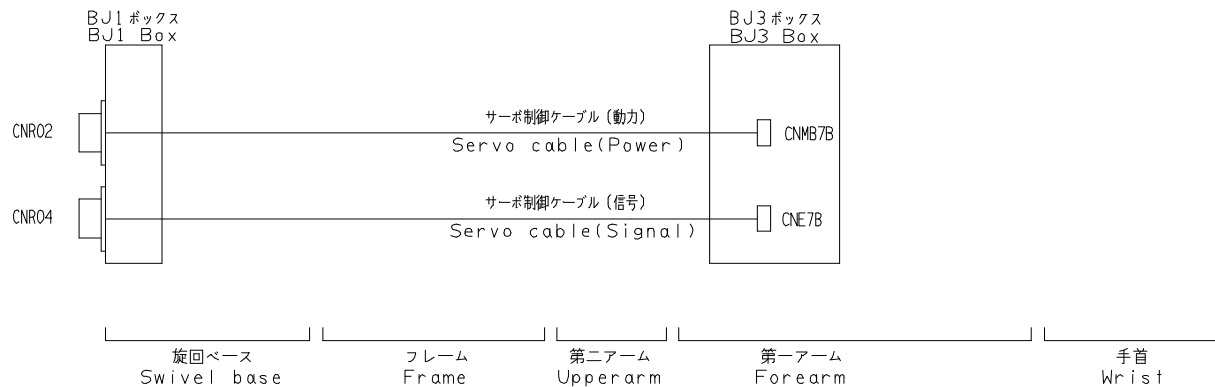 BJ1ボックス
BJ1 Box
BJ3ボックス
BJ3 Box
CNR02
サーボ制御ケーブル(動力)
Servo cable(Power)
CNMB7B
CNR04
サーボ制御ケーブル(信号)
Servo cable(Signal)
CNE7B
旋回ベース
Swivel base
フレーム
Frame
第二アーム
Upperarm
第一アーム
Forearm
手首
Wrist